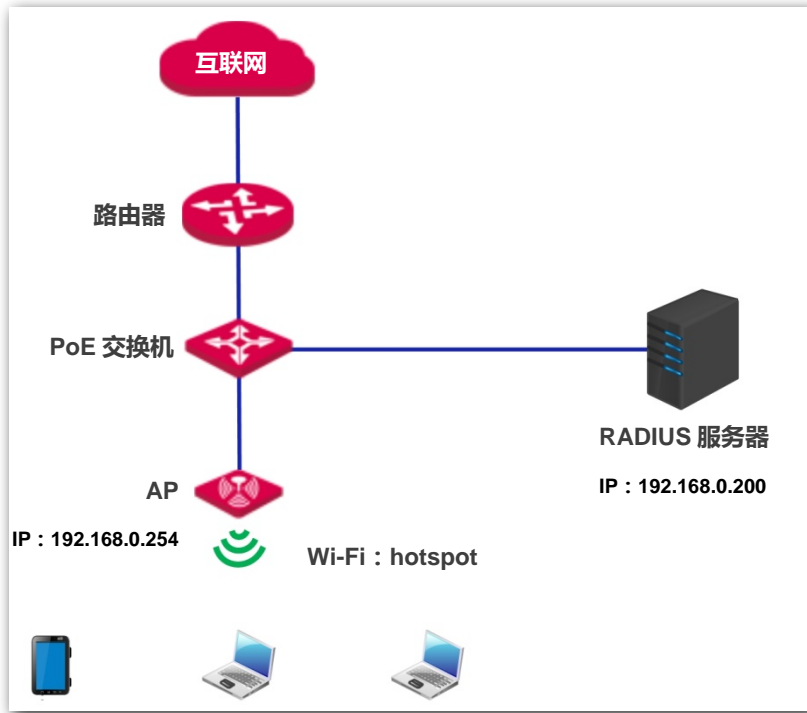 互联网
路由器
PoE 交换机
RADIUS 服务器
AP
IP：192.168.0.200
IP：192.168.0.254
Wi-Fi：hotspot